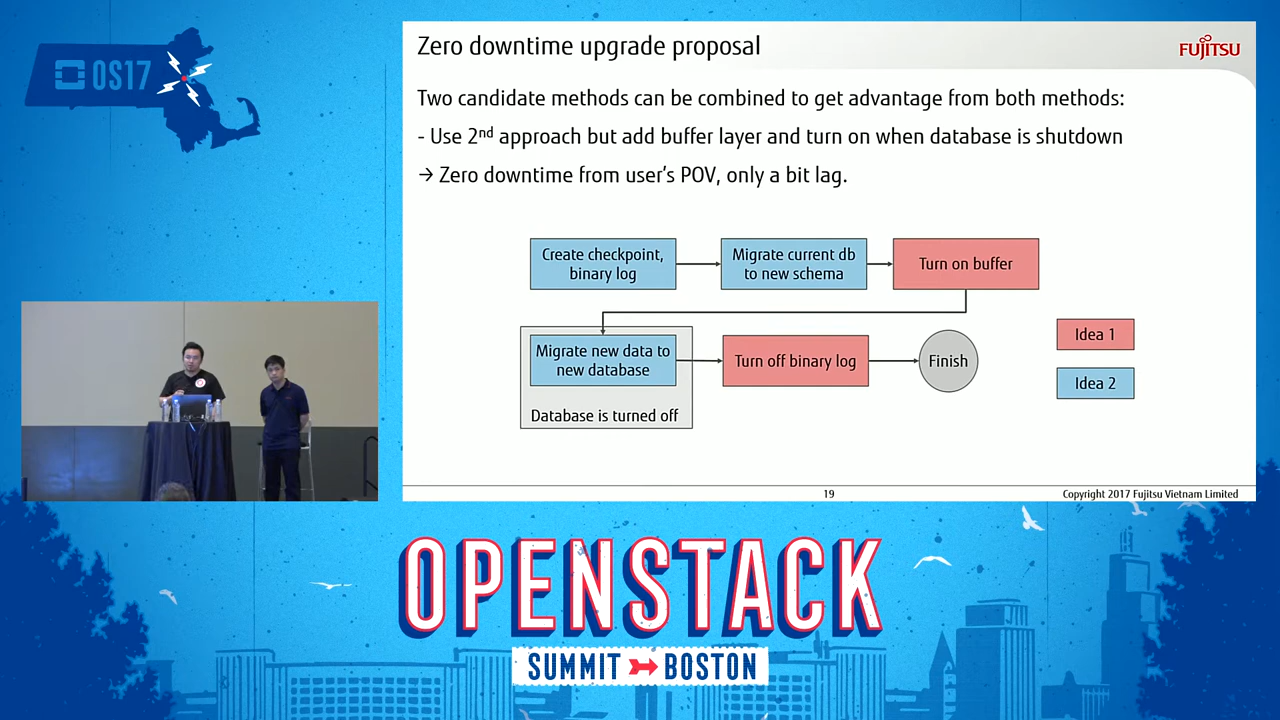 OS17
Zero downtime upgrade proposal
FUJITSU
Two candidate methods can be combined to get advantage from both methods:
- Use 2nd approach but add buffer layer and turn on when database is shutdown
→ Zero downtime from user's POV, only a bit lag.
Create checkpoint,
binary log
Migrate current db
to new schema
Turn on buffer
Migrate new data to
new database
Database is turned off
Turn off binary log
Finish
Idea 1
Idea 2
19
Copyright 2017 Fujitsu Vietnam Limited
OPENSTACK
SUMMIT BOSTON